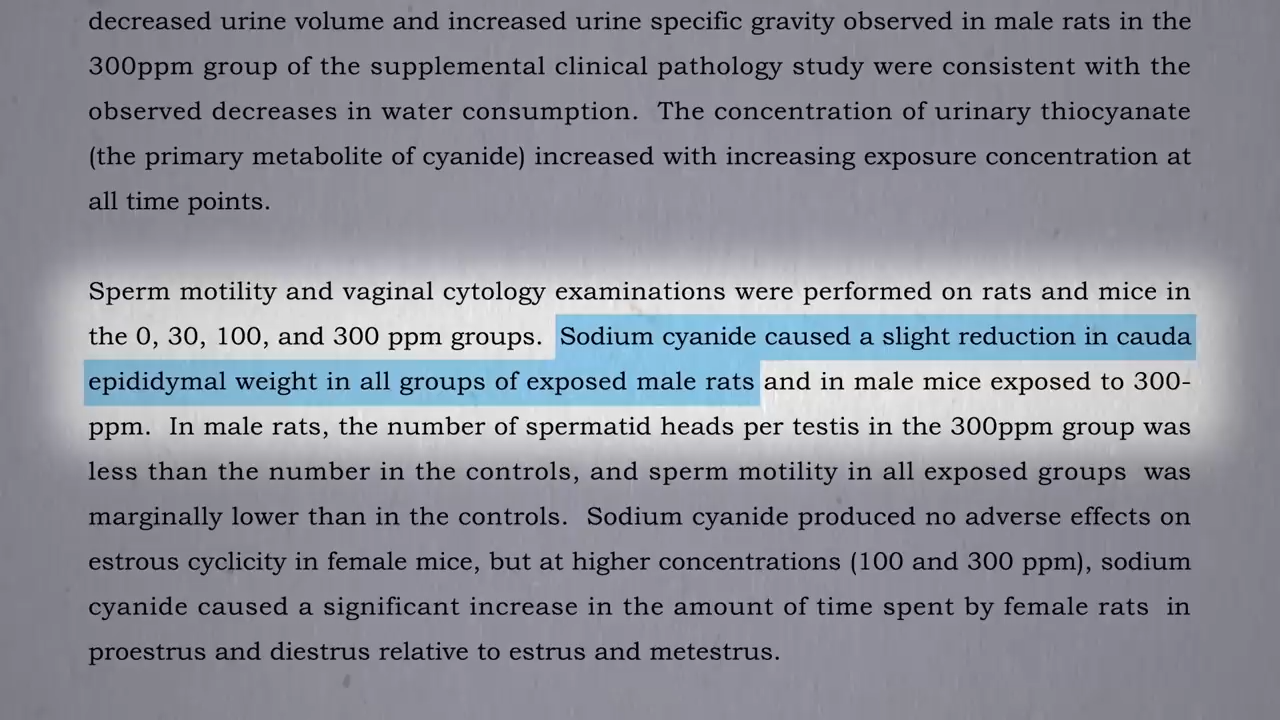 decreased urine volume and increased urine specific gravity observed in male rats in the
300ppm group of the supplemental clinical pathology study were consistent with the
observed decreases in water consumption.  The concentration of urinary thiocyanate
(the primary metabolite of cyanide) increased with increasing exposure concentration at
all time points.
Sperm motility and vaginal cytology examinations were performed on rats and mice in
the 0, 30, 100, and 300 ppm groups.  Sodium cyanide caused a slight reduction in cauda
epididymal weight in all groups of exposed male rats and in male mice exposed to 300-
ppm.  In male rats, the number of spermatid heads per testis in the 300ppm group was
less than the number in the controls, and sperm motility in all exposed groups  was
marginally lower than in the controls.  Sodium cyanide produced no adverse effects on
estrous cyclicity in female mice, but at higher concentrations (100 and 300 ppm), sodium
cyanide caused a significant increase in the amount of time spent by female rats  in
proestrus and diestrus relative to estrus and metestrus.